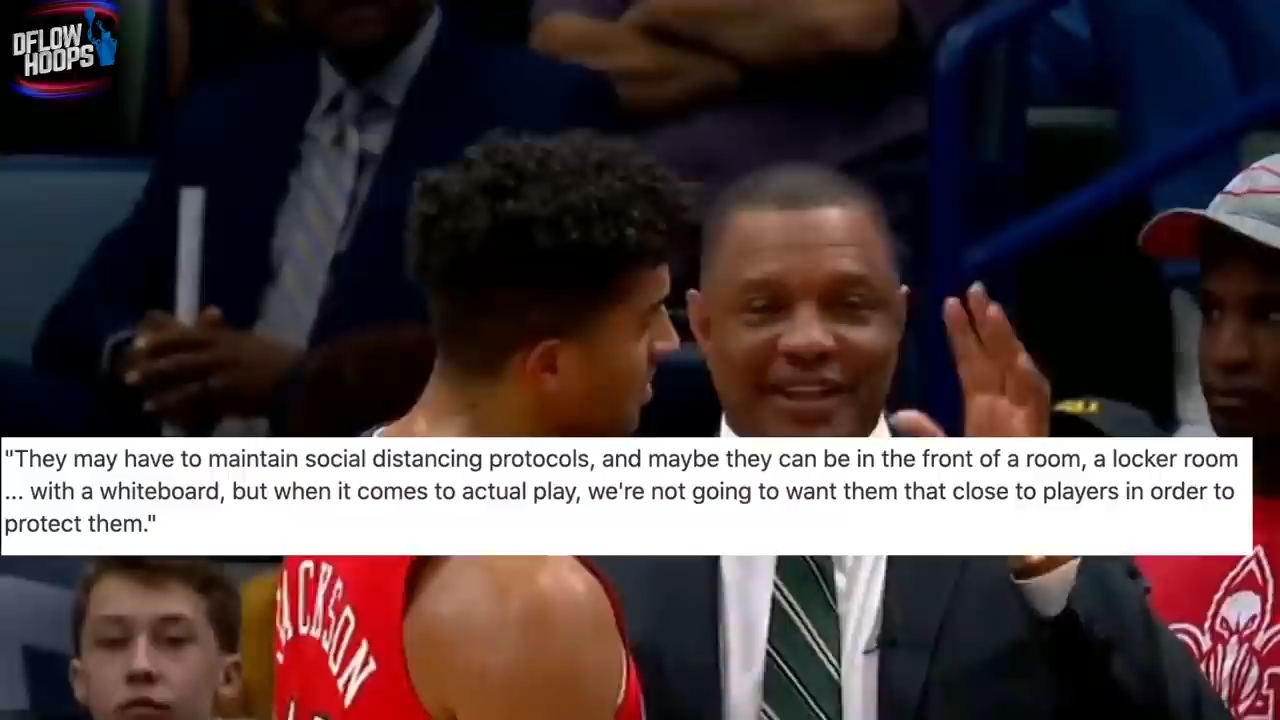 DFLOW
HOOPS
"They may have to maintain social distancing protocols, and maybe they can be in the front of a room, a locker room
... with a whiteboard, but when it comes to actual play, we're not going to want them that close to players in order to
protect them."
JACKSON